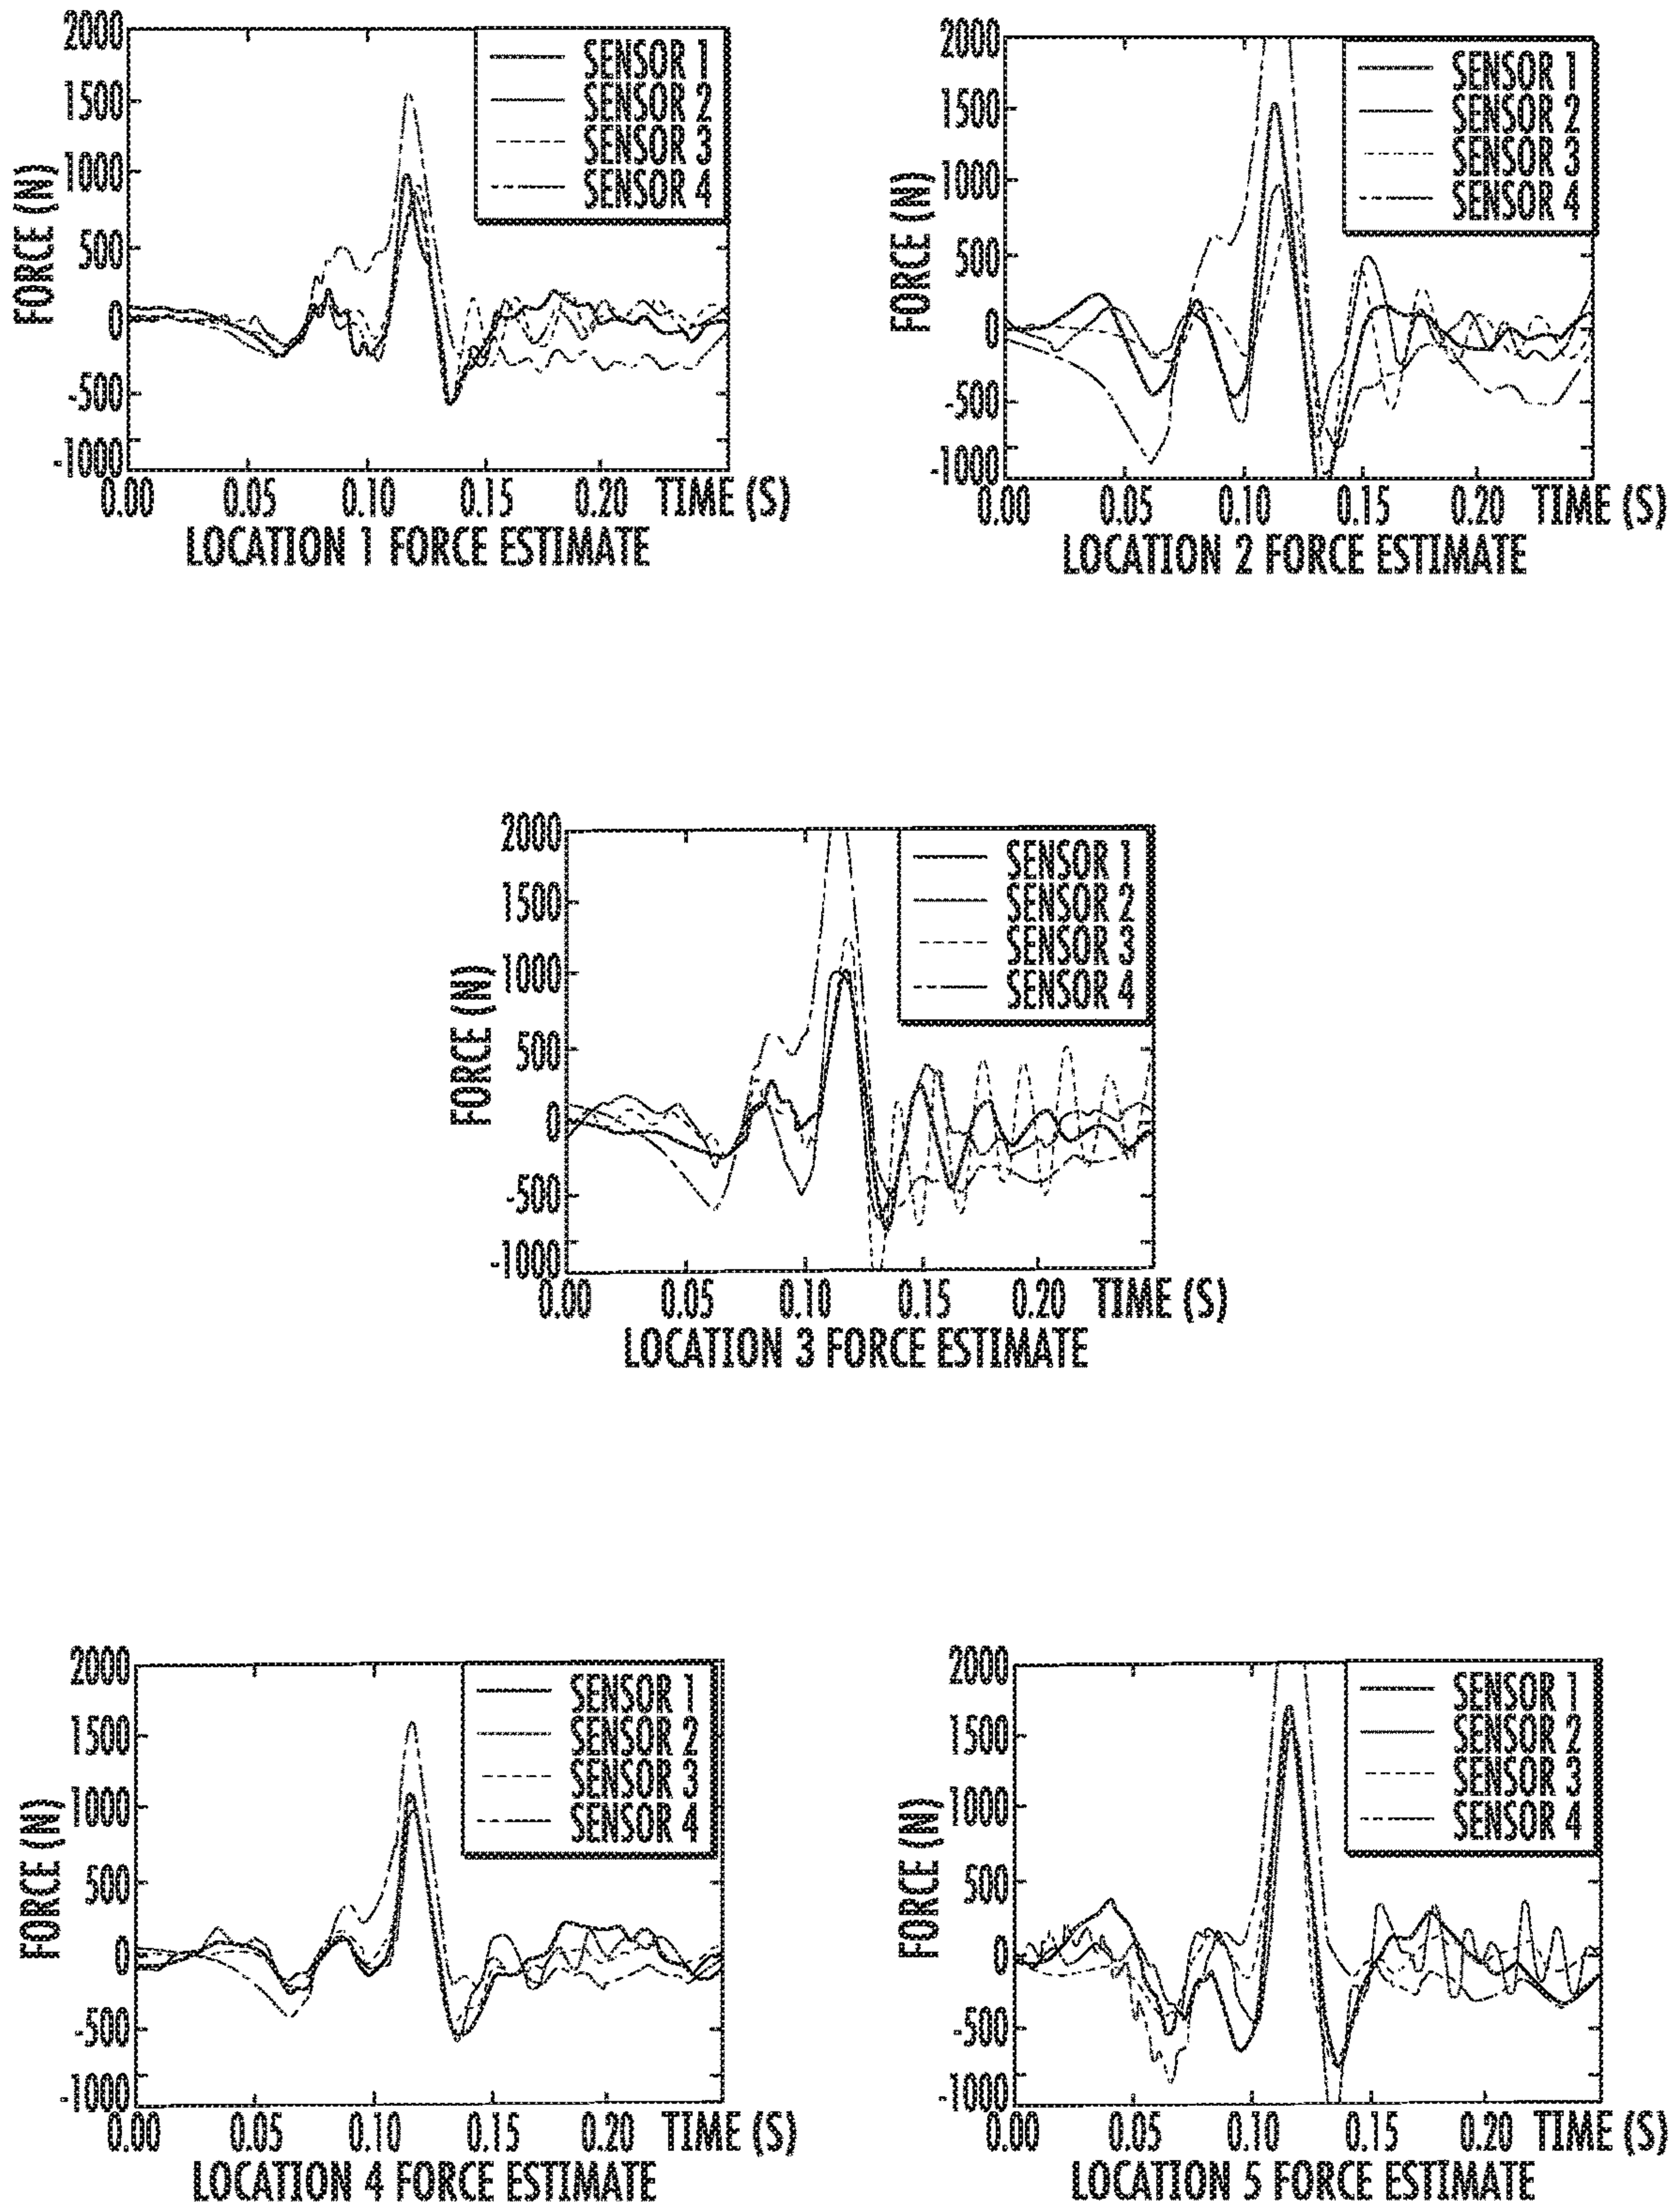 2000
1500
1000
500
0
-500
-1000
FORCE (N)
SENSOR 1
SENSOR 2
SENSOR 3
SENSOR 4
0.00 0.05 0.10 0.15 0.20 TIME (S)
LOCATION 1 FORCE ESTIMATE
2000
1500
1000
500
0
-500
-1000
FORCE (N)
SENSOR 1
SENSOR 2
SENSOR 3
SENSOR 4
0.00 0.05 0.10 0.15 0.20 TIME (S)
LOCATION 2 FORCE ESTIMATE
2000
1500
1000
500
0
-500
-1000
FORCE (N)
SENSOR 1
SENSOR 2
SENSOR 3
SENSOR 4
0.00 0.05 0.10 0.15 0.20 TIME (S)
LOCATION 3 FORCE ESTIMATE
2000
1500
1000
500
0
-500
-1000
FORCE (N)
SENSOR 1
SENSOR 2
SENSOR 3
SENSOR 4
0.00 0.05 0.10 0.15 0.20 TIME (S)
LOCATION 4 FORCE ESTIMATE
2000
1500
1000
500
0
-500
-1000
FORCE (N)
SENSOR 1
SENSOR 2
SENSOR 3
SENSOR 4
0.00 0.05 0.10 0.15 0.20 TIME (S)
LOCATION 5 FORCE ESTIMATE